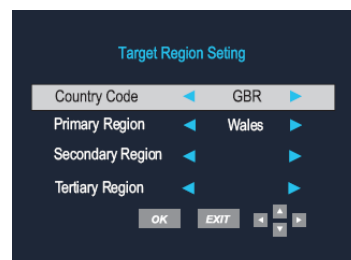 Target Region Seting
Country Code GBR
Primary Region Wales
Secondary Region
Tertiary Region
OK EXIT